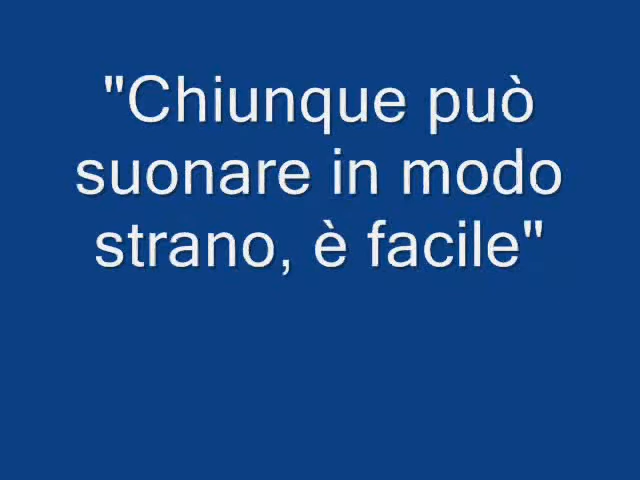 "Chiunque può
suonare in modo
strano, è facile"